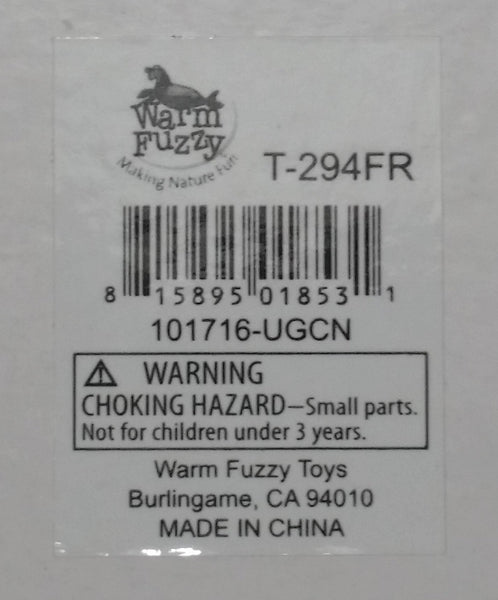 Warm
Fuzzy
Making Nature Fun
T-294FR
8 15895 01853 1
101716-UGCN
WARNING
CHOKING HAZARD—Small parts.
Not for children under 3 years.
Warm Fuzzy Toys
Burlingame, CA 94010
MADE IN CHINA